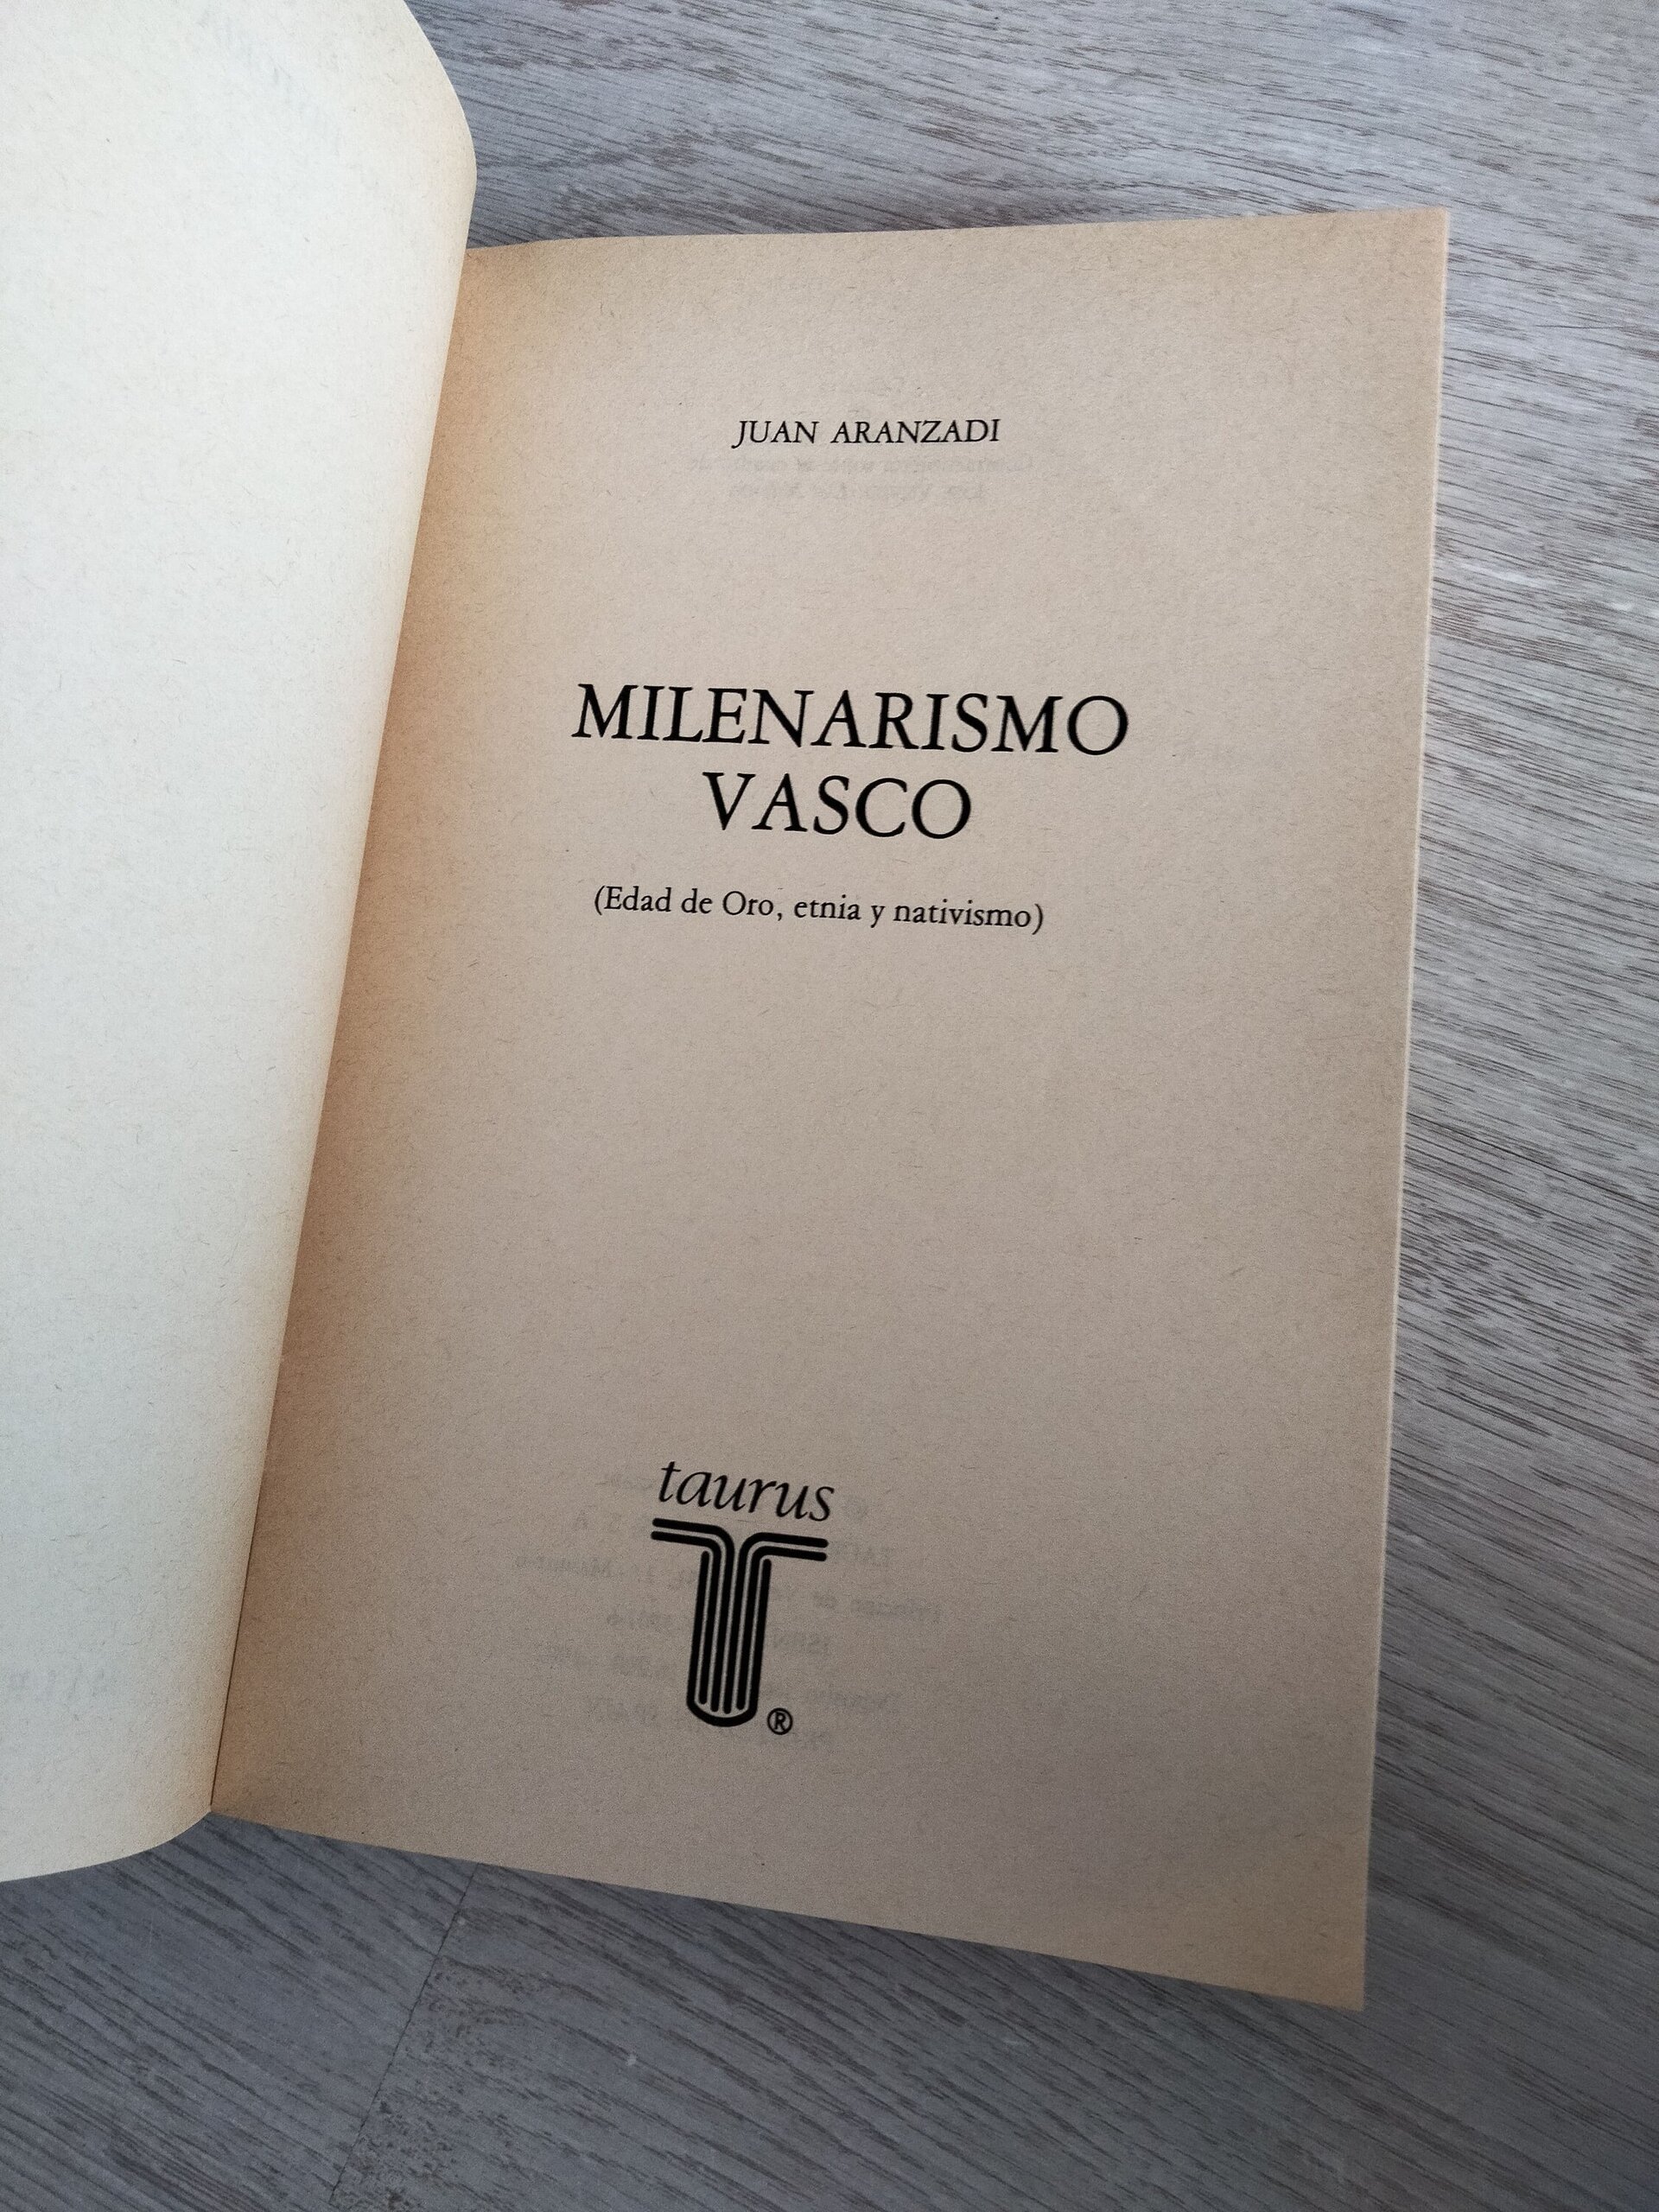 JUAN ARANZADI
MILENARISMO
VASCO
(Edad de Oro, etnia y nativismo)
taurus
®